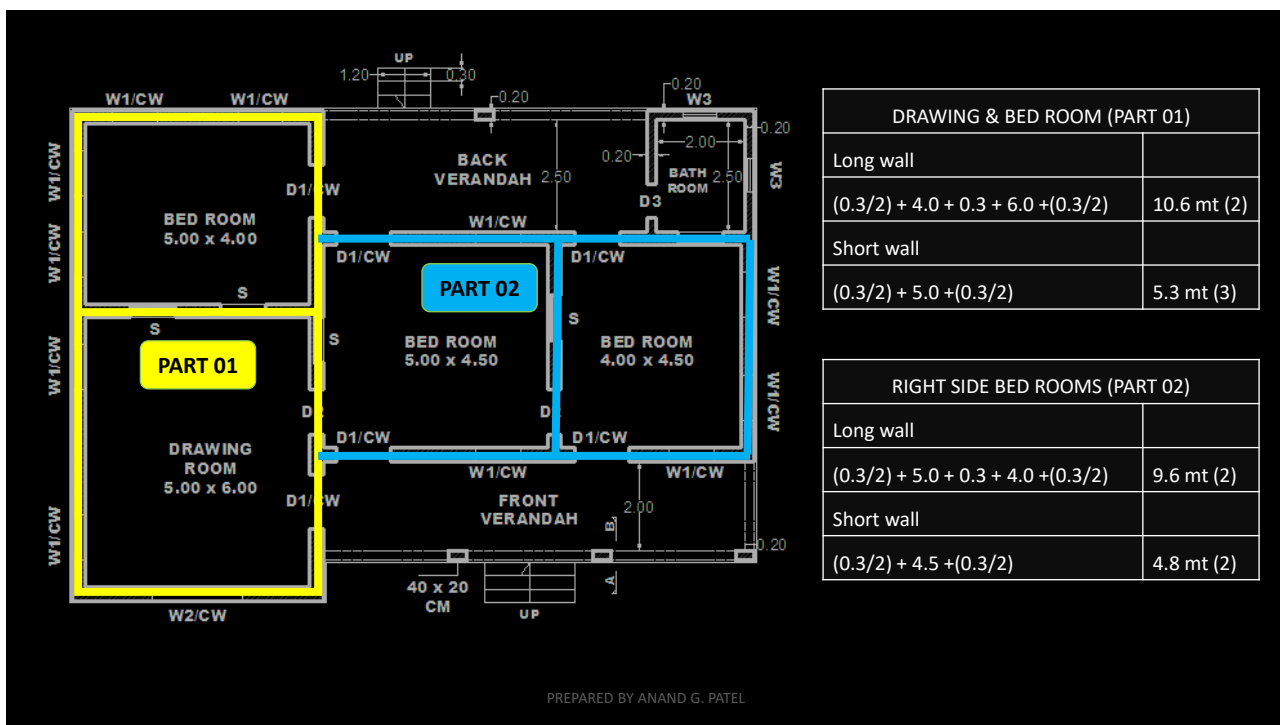 UP
1.20
0.30
W1/CW
W1/CW
0.20
0.20
W3
0.20
W1/CW
BACK
VERANDAH
2.50
0.20
2.00
BATH
ROOM
2.50
W3
D1/CW
D3
BED ROOM
5.00 x 4.00
W1/CW
W1/CW
D1/CW
D1/CW
PART 02
S
S
S
S
W1/CW
BED ROOM
5.00 x 4.50
BED ROOM
4.00 x 4.50
W1/CW
PART 01
D2
D2
W1/CW
DRAWING
ROOM
5.00 x 6.00
D1/CW
D1/CW
W1/CW
W1/CW
D1/CW
FRONT
VERANDAH
2.00
B
W1/CW
0.20
40 x 20
CM
A
UP
W2/CW
DRAWING & BED ROOM (PART 01)
Long wall
(0.3/2) + 4.0 + 0.3 + 6.0 +(0.3/2) 10.6 mt (2)
Short wall
(0.3/2) + 5.0 +(0.3/2) 5.3 mt (3)
RIGHT SIDE BED ROOMS (PART 02)
Long wall
(0.3/2) + 5.0 + 0.3 + 4.0 +(0.3/2) 9.6 mt (2)
Short wall
(0.3/2) + 4.5 +(0.3/2) 4.8 mt (2)
PREPARED BY ANAND G. PATEL